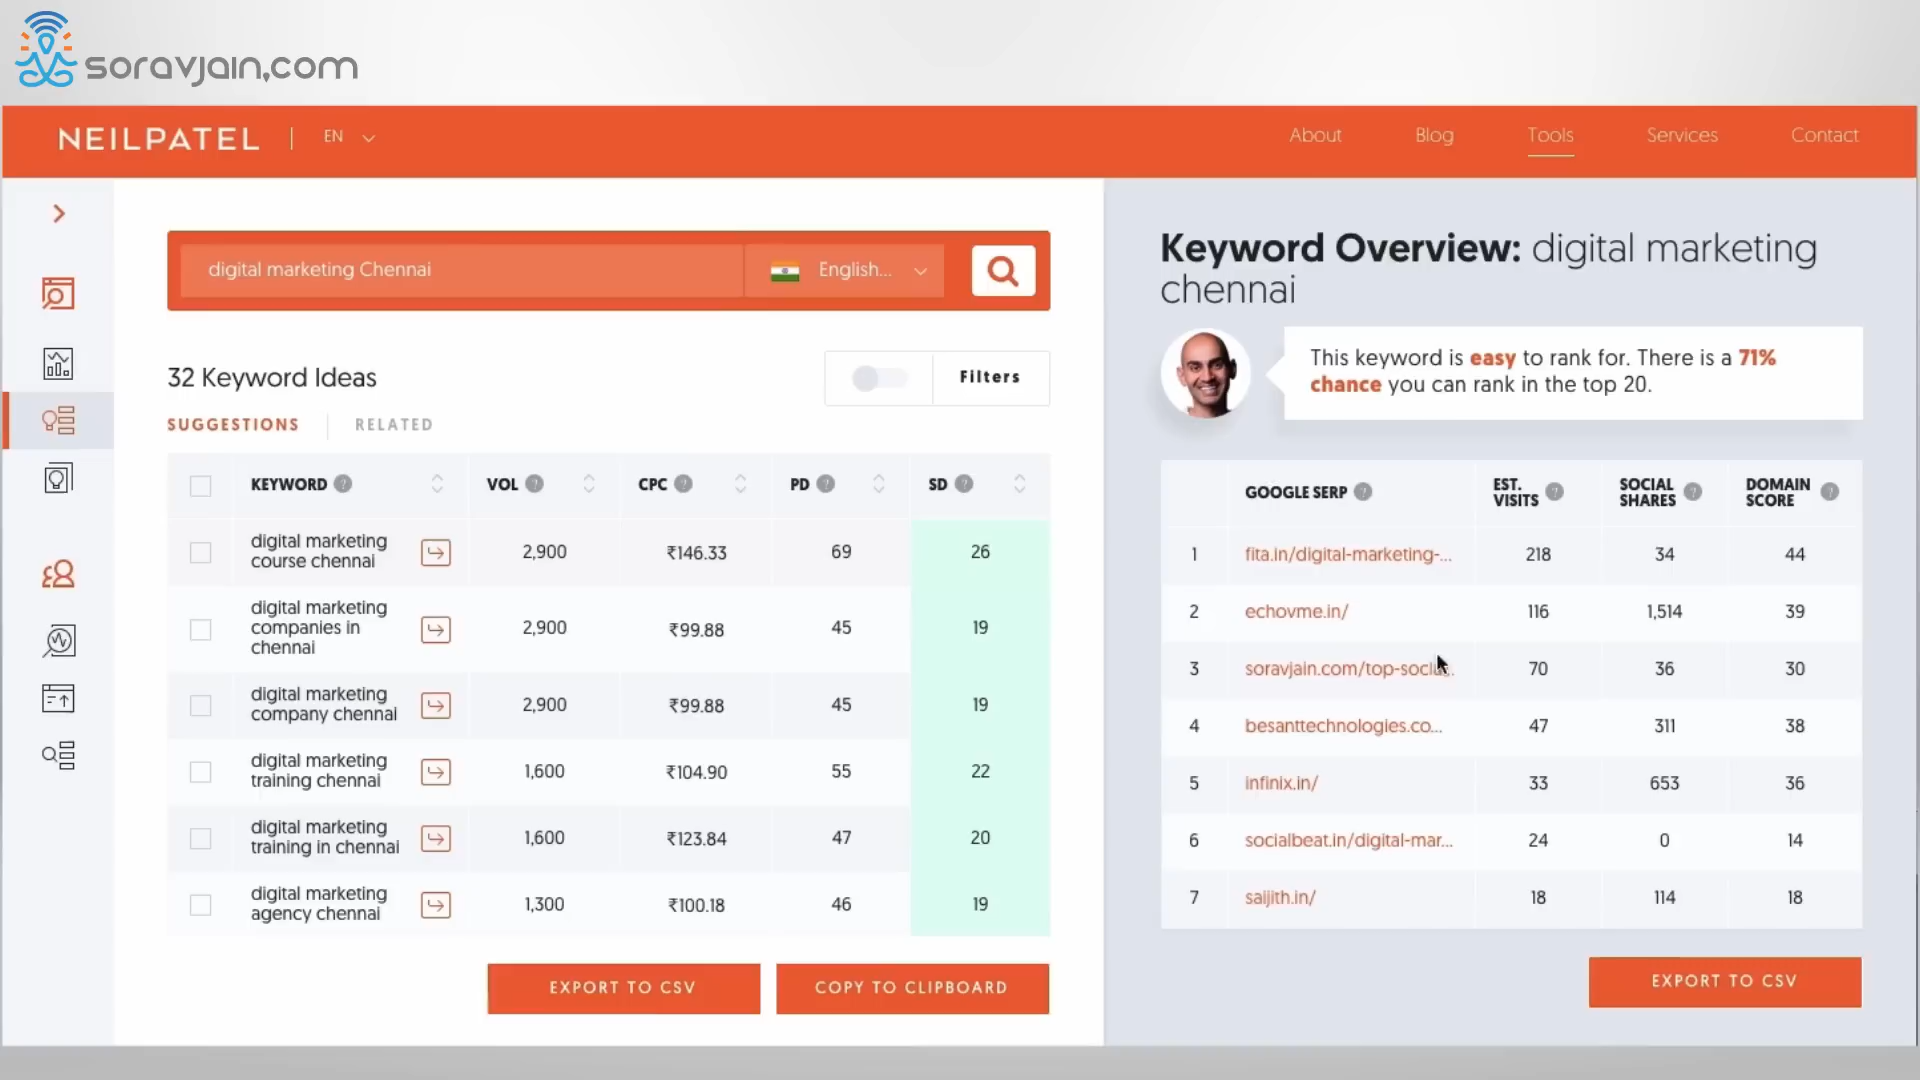 soravjain.com
NEILPATEL
EN
About
Blog
Tools
Services
Contact
digital marketing Chennai
English...
32 Keyword Ideas
Filters
SUGGESTIONS
RELATED
KEYWORD ?
VOL ?
CPC ?
PD ?
SD ?
digital marketing
course chennai
2,900
₹146.33
69
26
digital marketing
companies in
chennai
2,900
₹99.88
45
19
digital marketing
company chennai
2,900
₹99.88
45
19
digital marketing
training chennai
1,600
₹104.90
55
22
digital marketing
training in chennai
1,600
₹123.84
47
20
digital marketing
agency chennai
1,300
₹100.18
46
19
EXPORT TO CSV
COPY TO CLIPBOARD
Keyword Overview: digital marketing
chennai
This keyword is easy to rank for. There is a 71%
chance you can rank in the top 20.
GOOGLE SERP ?
EST.
VISITS ?
SOCIAL
SHARES ?
DOMAIN
SCORE ?
1
fita.in/digital-marketing-...
218
34
44
2
echovme.in/
116
1,514
39
3
soravjain.com/top-socia...
70
36
30
4
besanttechnologies.co...
47
311
38
5
infinix.in/
33
653
36
6
socialbeat.in/digital-mar...
24
0
14
7
saijith.in/
18
114
18
EXPORT TO CSV